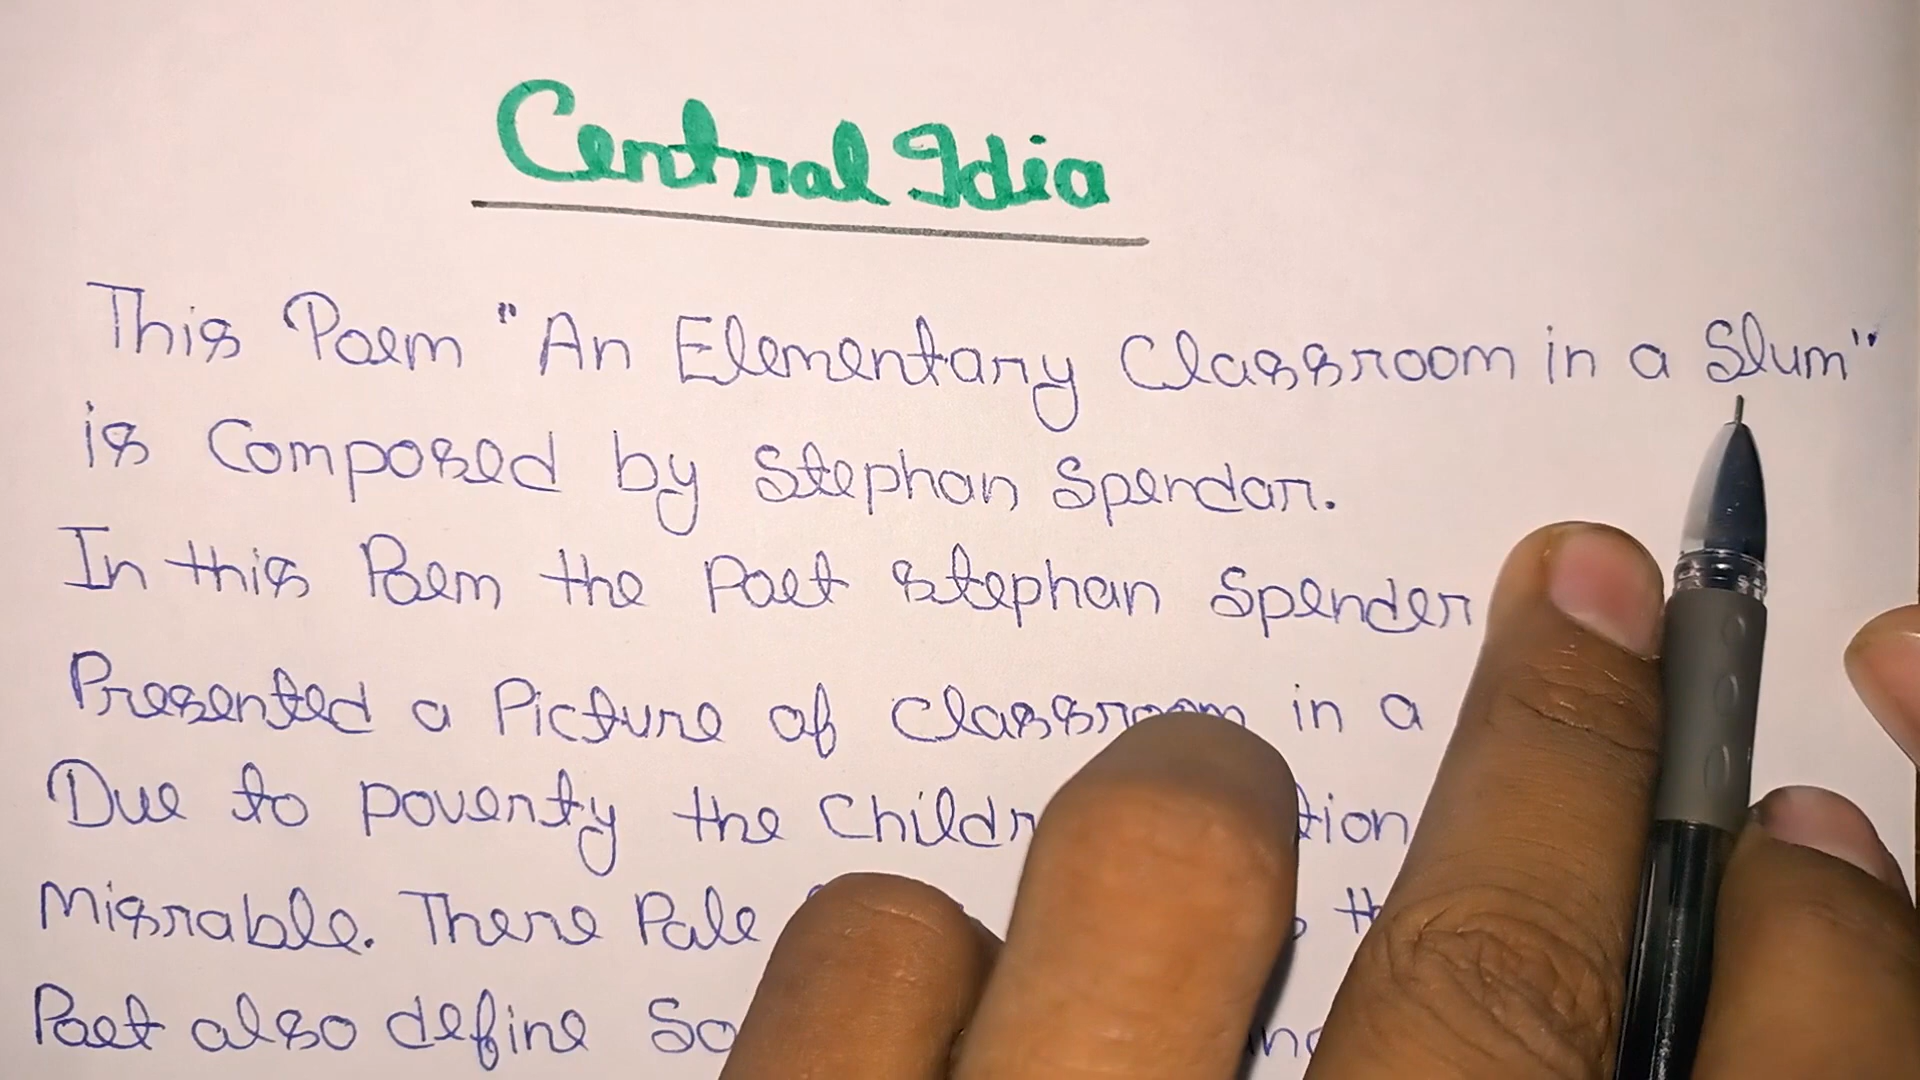 Central Idia
This Poem "An Elementary Classroom in a Slum"
is Composed by Stephan Spendar.
In this Poem the Poet stephan Spender
Presented a Picture of classroom in a
Due to poverty the
Misrable. There Pale
Poet also define